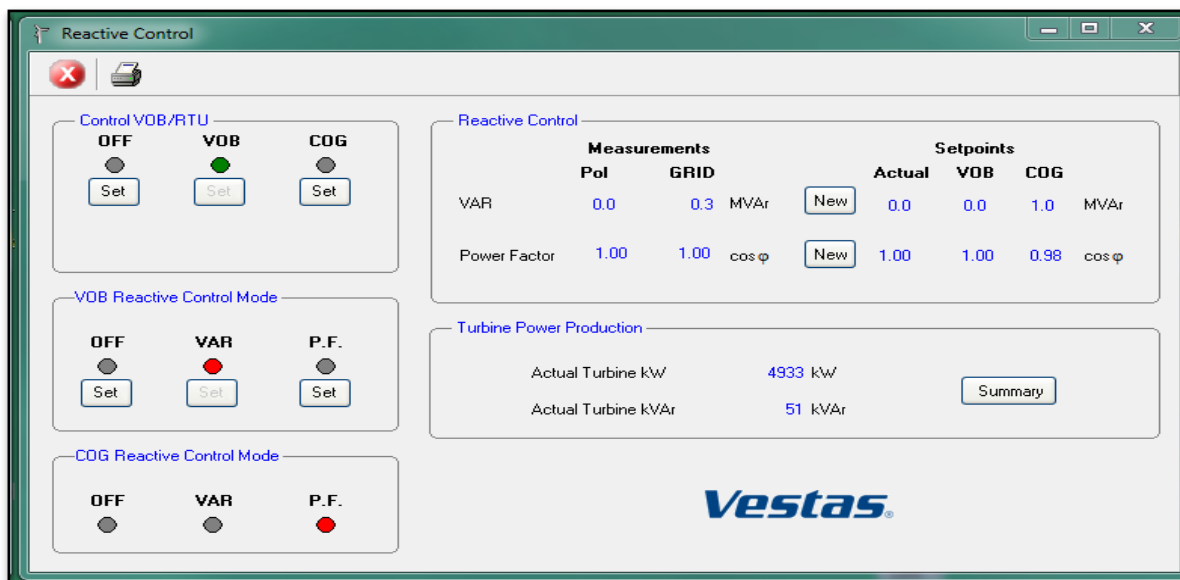 Reactive Control
Control VOB/RTU
OFF VOB COG
Set Set Set
VOB Reactive Control Mode
OFF VAR P.F.
Set Set Set
COG Reactive Control Mode
OFF VAR P.F.
Reactive Control
Measurements Setpoints
PoI GRID Actual VOB COG
VAR 0.0 0.3 MVAr New 0.0 0.0 1.0 MVAr
Power Factor 1.00 1.00 cosφ New 1.00 1.00 0.98 cosφ
Turbine Power Production
Actual Turbine kW 4933 kW
Summary
Actual Turbine kVAr 51 kVAr
Vestas®